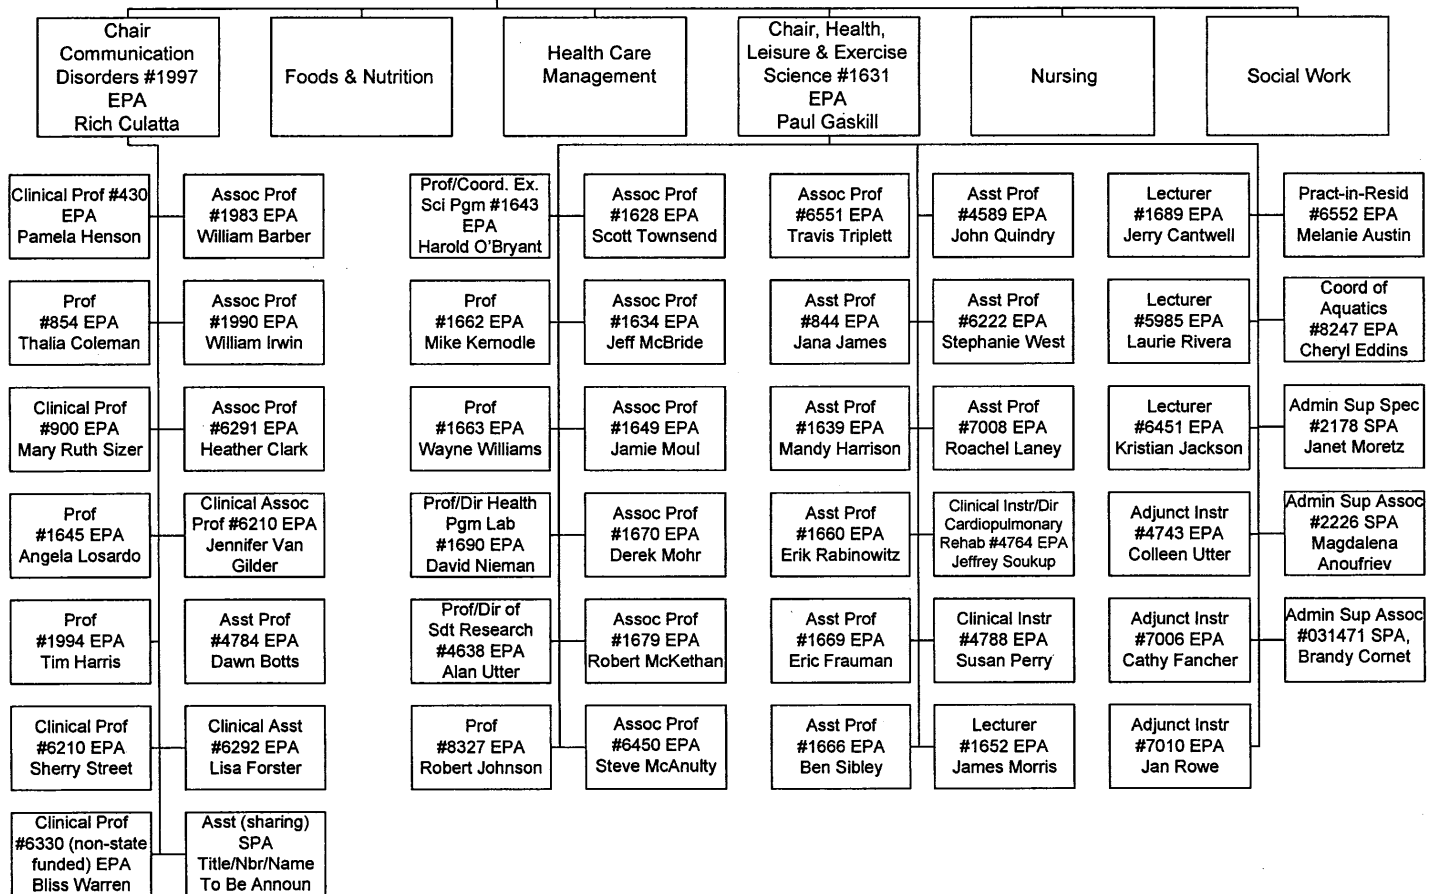 Chair
Communication
Disorders #1997
EPA
Rich Culatta
Foods & Nutrition
Health Care
Management
Chair, Health,
Leisure & Exercise
Science #1631
EPA
Paul Gaskill
Nursing
Social Work
Clinical Prof #430
EPA
Pamela Henson
Assoc Prof
#1983 EPA
William Barber
Prof/Coord. Ex.
Sci Pgm #1643
EPA
Harold O'Bryant
Assoc Prof
#1628 EPA
Scott Townsend
Assoc Prof
#6551 EPA
Travis Triplett
Asst Prof
#4589 EPA
John Quindry
Lecturer
#1689 EPA
Jerry Cantwell
Pract-in-Resid
#6552 EPA
Melanie Austin
Prof
#854 EPA
Thalia Coleman
Assoc Prof
#1990 EPA
William Irwin
Prof
#1662 EPA
Mike Kernodle
Assoc Prof
#1634 EPA
Jeff McBride
Asst Prof
#844 EPA
Jana James
Asst Prof
#6222 EPA
Stephanie West
Lecturer
#5985 EPA
Laurie Rivera
Coord of
Aquatics
#8247 EPA
Cheryl Eddins
Clinical Prof
#900 EPA
Mary Ruth Sizer
Assoc Prof
#6291 EPA
Heather Clark
Prof
#1663 EPA
Wayne Williams
Assoc Prof
#1649 EPA
Jamie Moul
Asst Prof
#1639 EPA
Mandy Harrison
Asst Prof
#7008 EPA
Roachel Laney
Lecturer
#6451 EPA
Kristian Jackson
Admin Sup Spec
#2178 SPA
Janet Moretz
Prof
#1645 EPA
Angela Losardo
Clinical Assoc
Prof #6210 EPA
Jennifer Van
Gilder
Prof/Dir Health
Pgm Lab
#1690 EPA
David Nieman
Assoc Prof
#1670 EPA
Derek Mohr
Asst Prof
#1660 EPA
Erik Rabinowitz
Clinical Instr/Dir
Cardiopulmonary
Rehab #4764 EPA
Jeffrey Soukup
Adjunct Instr
#4743 EPA
Colleen Utter
Admin Sup Assoc
#2226 SPA
Magdalena
Anoufriev
Prof
#1994 EPA
Tim Harris
Asst Prof
#4784 EPA
Dawn Botts
Prof/Dir of
Sdt Research
#4638 EPA
Alan Utter
Assoc Prof
#1679 EPA
Robert McKethan
Asst Prof
#1669 EPA
Eric Frauman
Clinical Instr
#4788 EPA
Susan Perry
Adjunct Instr
#7006 EPA
Cathy Fancher
Admin Sup Assoc
#031471 SPA,
Brandy Cornet
Clinical Prof
#6210 EPA
Sherry Street
Clinical Asst
#6292 EPA
Lisa Forster
Prof
#8327 EPA
Robert Johnson
Assoc Prof
#6450 EPA
Steve McAnulty
Asst Prof
#1666 EPA
Ben Sibley
Lecturer
#1652 EPA
James Morris
Adjunct Instr
#7010 EPA
Jan Rowe
Clinical Prof
#6330 (non-state
funded) EPA
Bliss Warren
Asst (sharing)
SPA
Title/Nbr/Name
To Be Announ